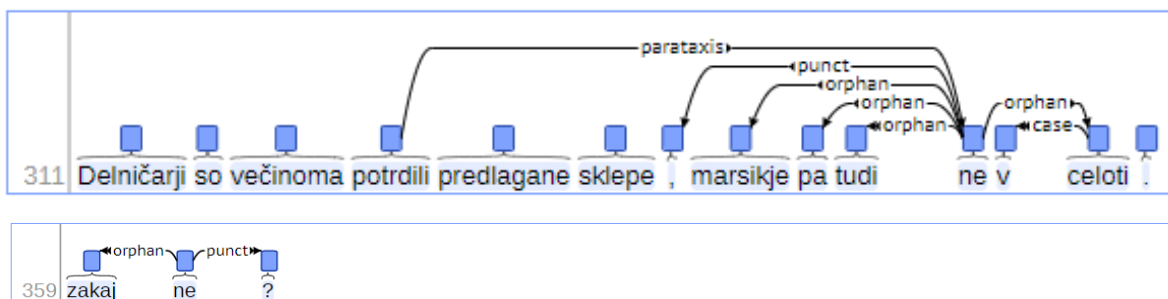 parataxis
punct
orphan
orphan orphan
orphan case
311 Delničarji so večinoma potrdili predlagane sklepe , marsikje pa tudi ne v celoti .
orphan punct
359 zakaj ne ?